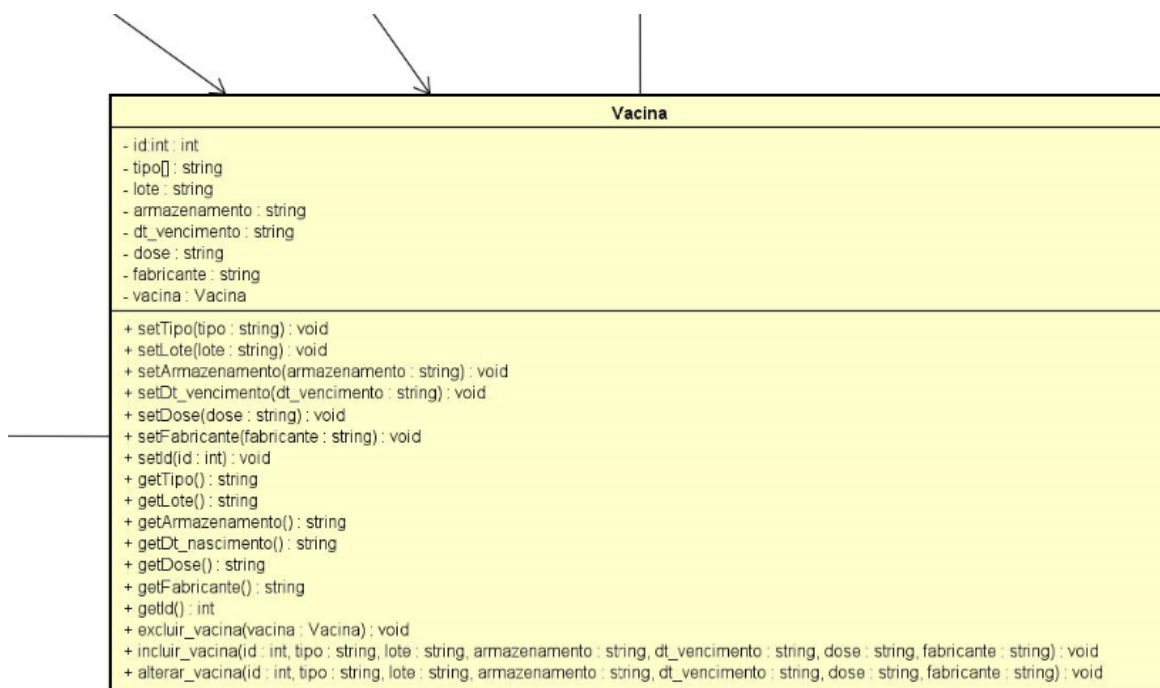 Vacina
- id:int : int
- tipo[] : string
- lote : string
- armazenamento : string
- dt_vencimento : string
- dose : string
- fabricante : string
- vacina : Vacina
+ setTipo(tipo : string) : void
+ setLote(lote : string) : void
+ setArmazenamento(armazenamento : string) : void
+ setDt_vencimento(dt_vencimento : string) : void
+ setDose(dose : string) : void
+ setFabricante(fabricante : string) : void
+ setId(id : int) : void
+ getTipo() : string
+ getLote() : string
+ getArmazenamento() : string
+ getDt_nascimento() : string
+ getDose() : string
+ getFabricante() : string
+ getId() : int
+ excluir_vacina(vacina : Vacina) : void
+ incluir_vacina(id : int, tipo : string, lote : string, armazenamento : string, dt_vencimento : string, dose : string, fabricante : string) : void
+ alterar_vacina(id : int, tipo : string, lote : string, armazenamento : string, dt_vencimento : string, dose : string, fabricante : string) : void